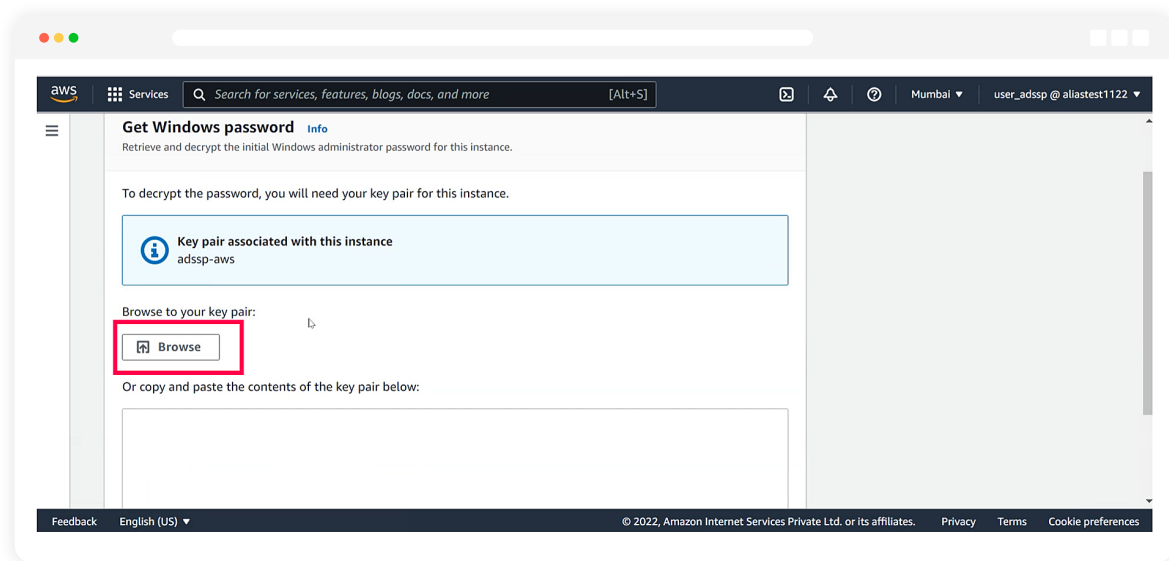 aws Services Search for services, features, blogs, docs, and more [Alt+S] Mumbai ▼ user_adssp @ aliastest1122 ▼
Get Windows password Info
Retrieve and decrypt the initial Windows administrator password for this instance.
To decrypt the password, you will need your key pair for this instance.
Key pair associated with this instance
adssp-aws
Browse to your key pair:
Browse
Or copy and paste the contents of the key pair below:
Feedback English (US) ▼ © 2022, Amazon Internet Services Private Ltd. or its affiliates. Privacy Terms Cookie preferences